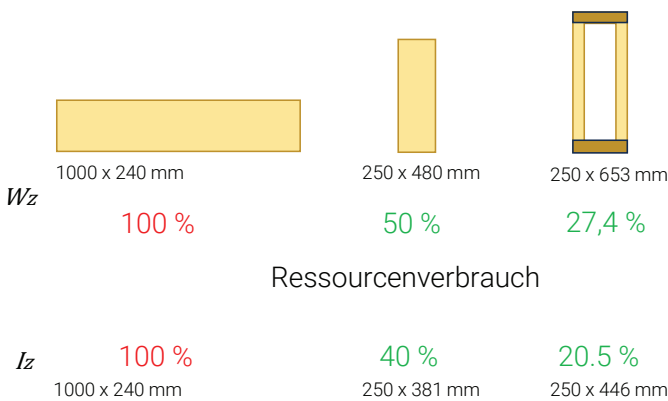 1000 x 240 mm 250 x 480 mm 250 x 653 mm
Wz
100 % 50 % 27,4 %
Ressourcenverbrauch
Iz 100 % 40 % 20.5 %
1000 x 240 mm 250 x 381 mm 250 x 446 mm